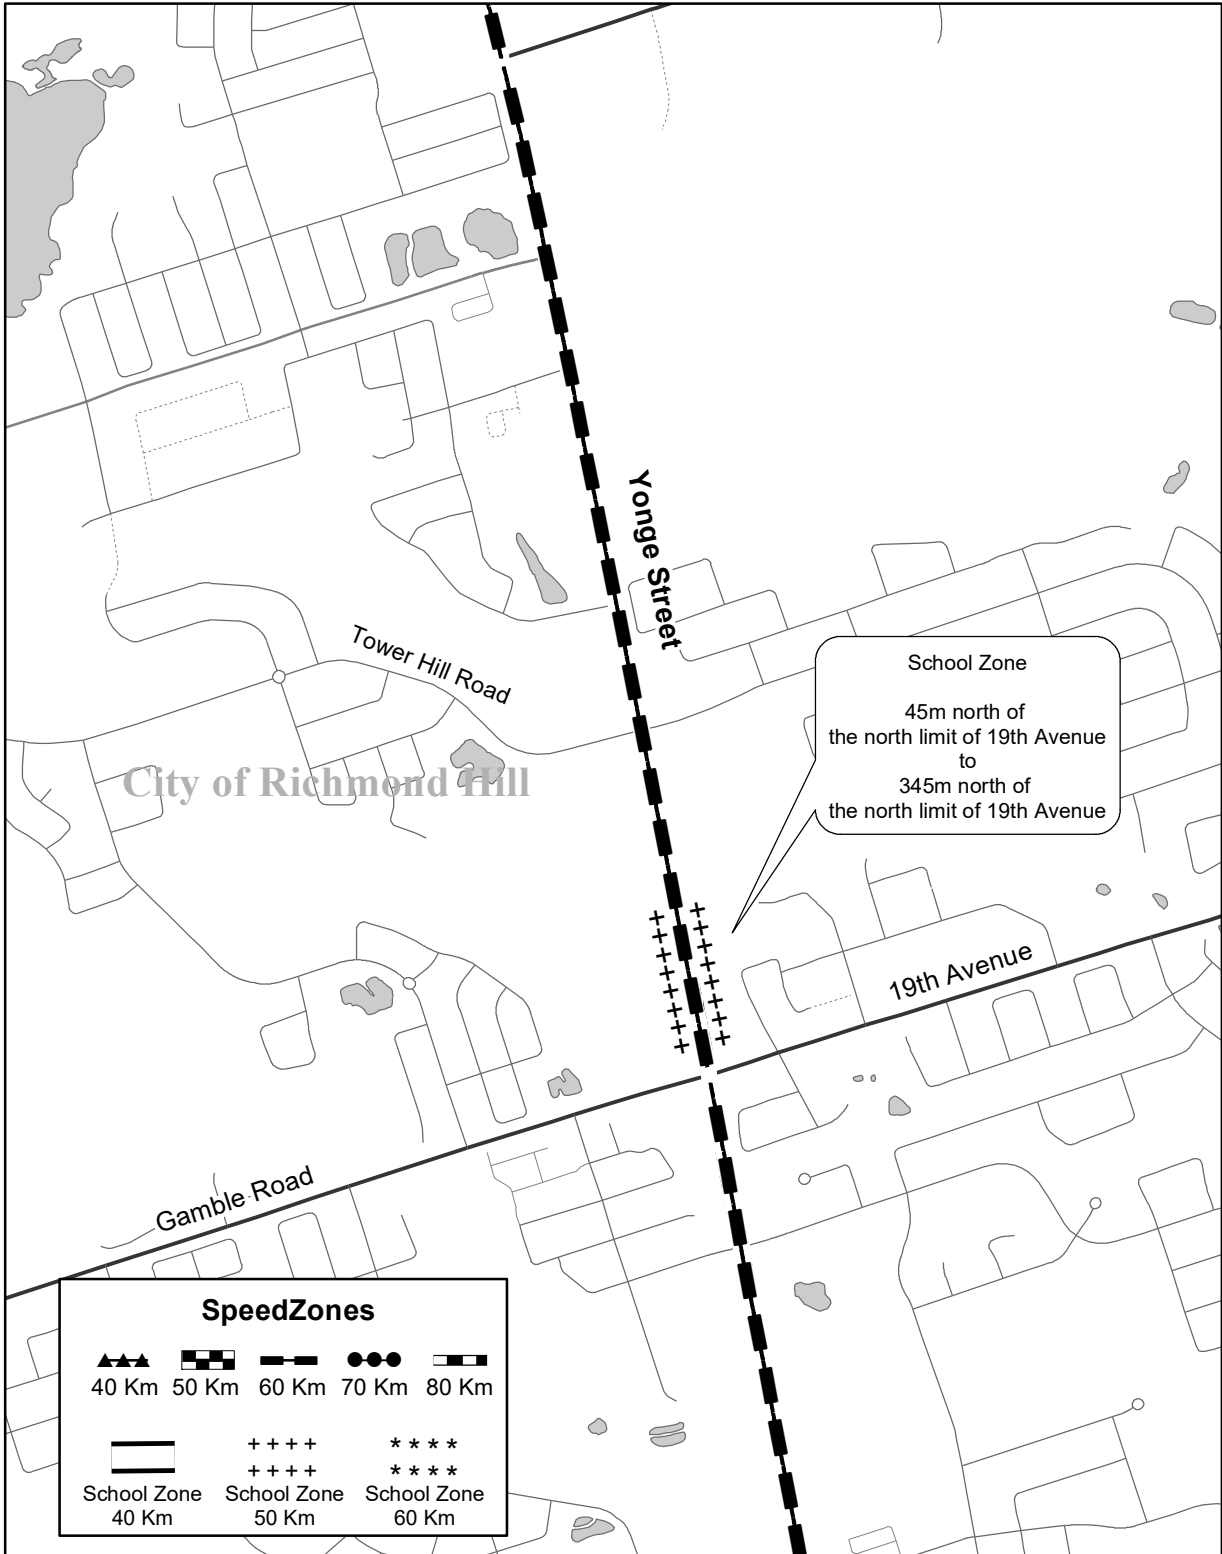 Yonge Street
Tower Hill Road
School Zone
45m north of
the north limit of 19th Avenue
to
345m north of
the north limit of 19th Avenue
City of Richmond Hill
19th Avenue
Gamble Road
SpeedZones
40 Km 50 Km 60 Km 70 Km 80 Km
School Zone School Zone School Zone
40 Km 50 Km 60 Km